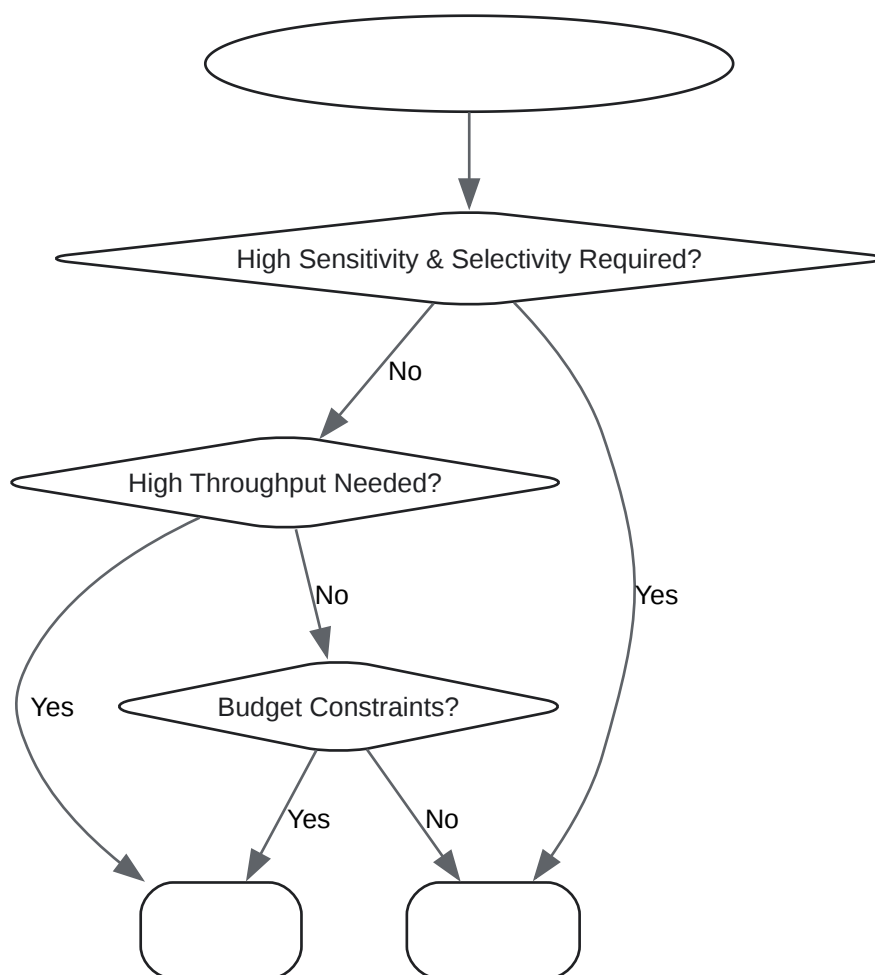 High Sensitivity & Selectivity Required?
No
High Throughput Needed?
No
Yes
Yes
Budget Constraints?
Yes
No